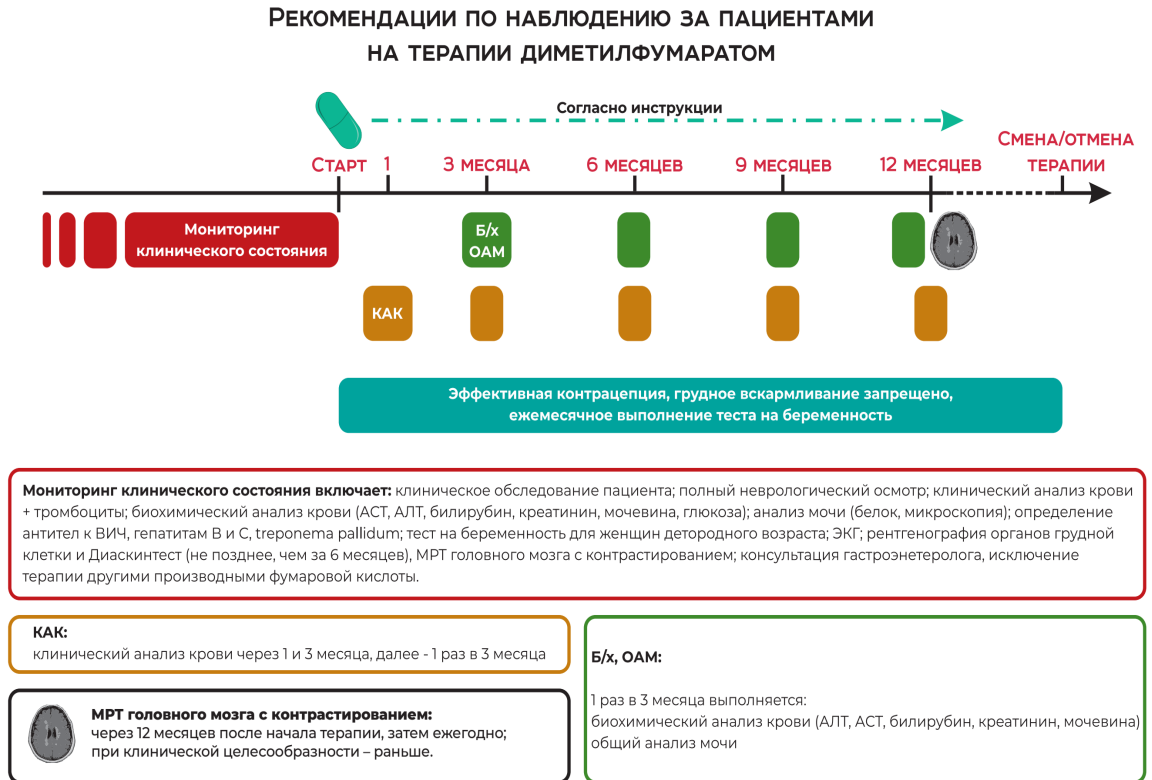 Рекомендации по наблюдению за пациентами
на терапии диметилфумаратом
Согласно инструкции
Смена/отмена
терапии
Старт
1
3 месяца
6 месяцев
9 месяцев
12 месяцев
Мониторинг
клинического состояния
Б/х
ОАМ
КАК
Эффективная контрацепция, грудное вскармливание запрещено,
ежемесячное выполнение теста на беременность
Мониторинг клинического состояния включает: клиническое обследование пациента; полный неврологический осмотр; клинический анализ крови
+ тромбоциты; биохимический анализ крови (АСТ, АЛТ, билирубин, креатинин, мочевина, глюкоза); анализ мочи (белок, микроскопия); определение
антител к ВИЧ, гепатитам В и С, treponema pallidum; тест на беременность для женщин детородного возраста; ЭКГ; рентгенография органов грудной
клетки и Диаскинтест (не позднее, чем за 6 месяцев), МРТ головного мозга с контрастированием; консультация гастроэнетеролога, исключение
терапии другими производными фумаровой кислоты.
КАК:
клинический анализ крови через 1 и 3 месяца, далее - 1 раз в 3 месяца
МРТ головного мозга с контрастированием:
через 12 месяцев после начала терапии, затем ежегодно;
при клинической целесообразности – раньше.
Б/х, ОАМ:
1 раз в 3 месяца выполняется:
биохимический анализ крови (АЛТ, АСТ, билирубин, креатинин, мочевина)
общий анализ мочи